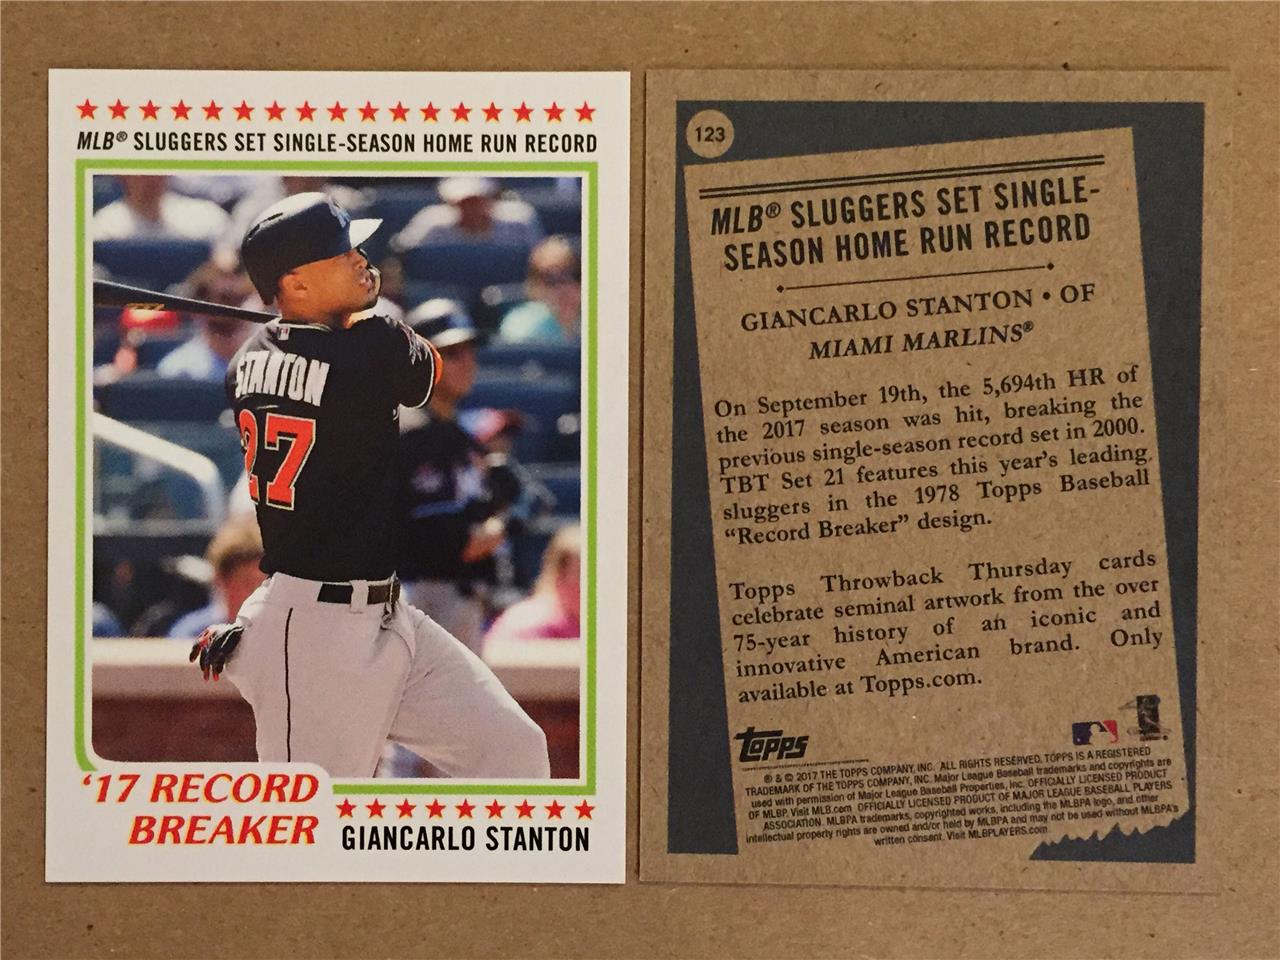 MLB® SLUGGERS SET SINGLE-SEASON HOME RUN RECORD
STANTON
27
'17 RECORD
BREAKER
GIANCARLO STANTON
123
MLB® SLUGGERS SET SINGLE-
SEASON HOME RUN RECORD
GIANCARLO STANTON • OF
MIAMI MARLINS®
On September 19th, the 5,694th HR of
the 2017 season was hit, breaking the
previous single-season record set in 2000.
TBT Set 21 features this year's leading
sluggers in the 1978 Topps Baseball
“Record Breaker” design.
Topps Throwback Thursday cards
celebrate seminal artwork from the over
75-year history of an iconic and
innovative American brand. Only
available at Topps.com.
topps
® & © 2017 THE TOPPS COMPANY, INC. ALL RIGHTS RESERVED. TOPPS IS A REGISTERED
TRADEMARK OF THE TOPPS COMPANY, INC. Major League Baseball trademarks and copyrights are
used with permission of Major League Baseball Properties, Inc. OFFICIALLY LICENSED PRODUCT
OF MLBP. Visit MLB.com OFFICIALLY LICENSED PRODUCT OF MAJOR LEAGUE BASEBALL PLAYERS
ASSOCIATION. MLBPA trademarks, copyrighted works, including the MLBPA logo, and other
intellectual property rights are owned and/or held by MLBPA and may not be used without MLBPA's
written consent. Visit MLBPLAYERS.com